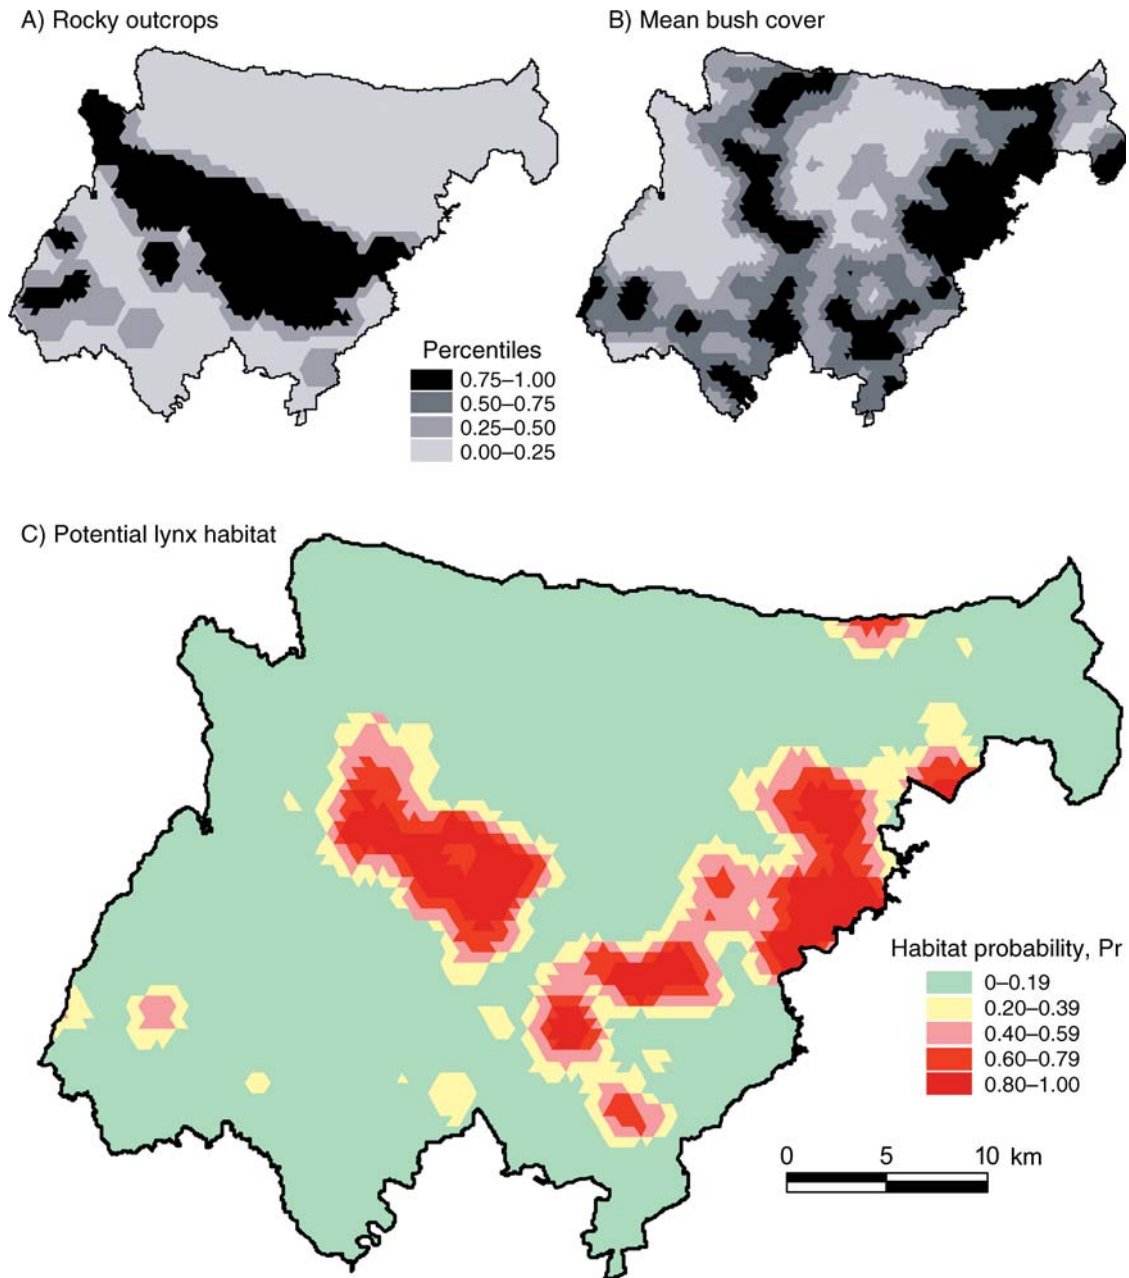 A) Rocky outcrops
B) Mean bush cover
Percentiles
0.75–1.00
0.50–0.75
0.25–0.50
0.00–0.25
C) Potential lynx habitat
Habitat probability, Pr
0–0.19
0.20–0.39
0.40–0.59
0.60–0.79
0.80–1.00
0 5 10 km